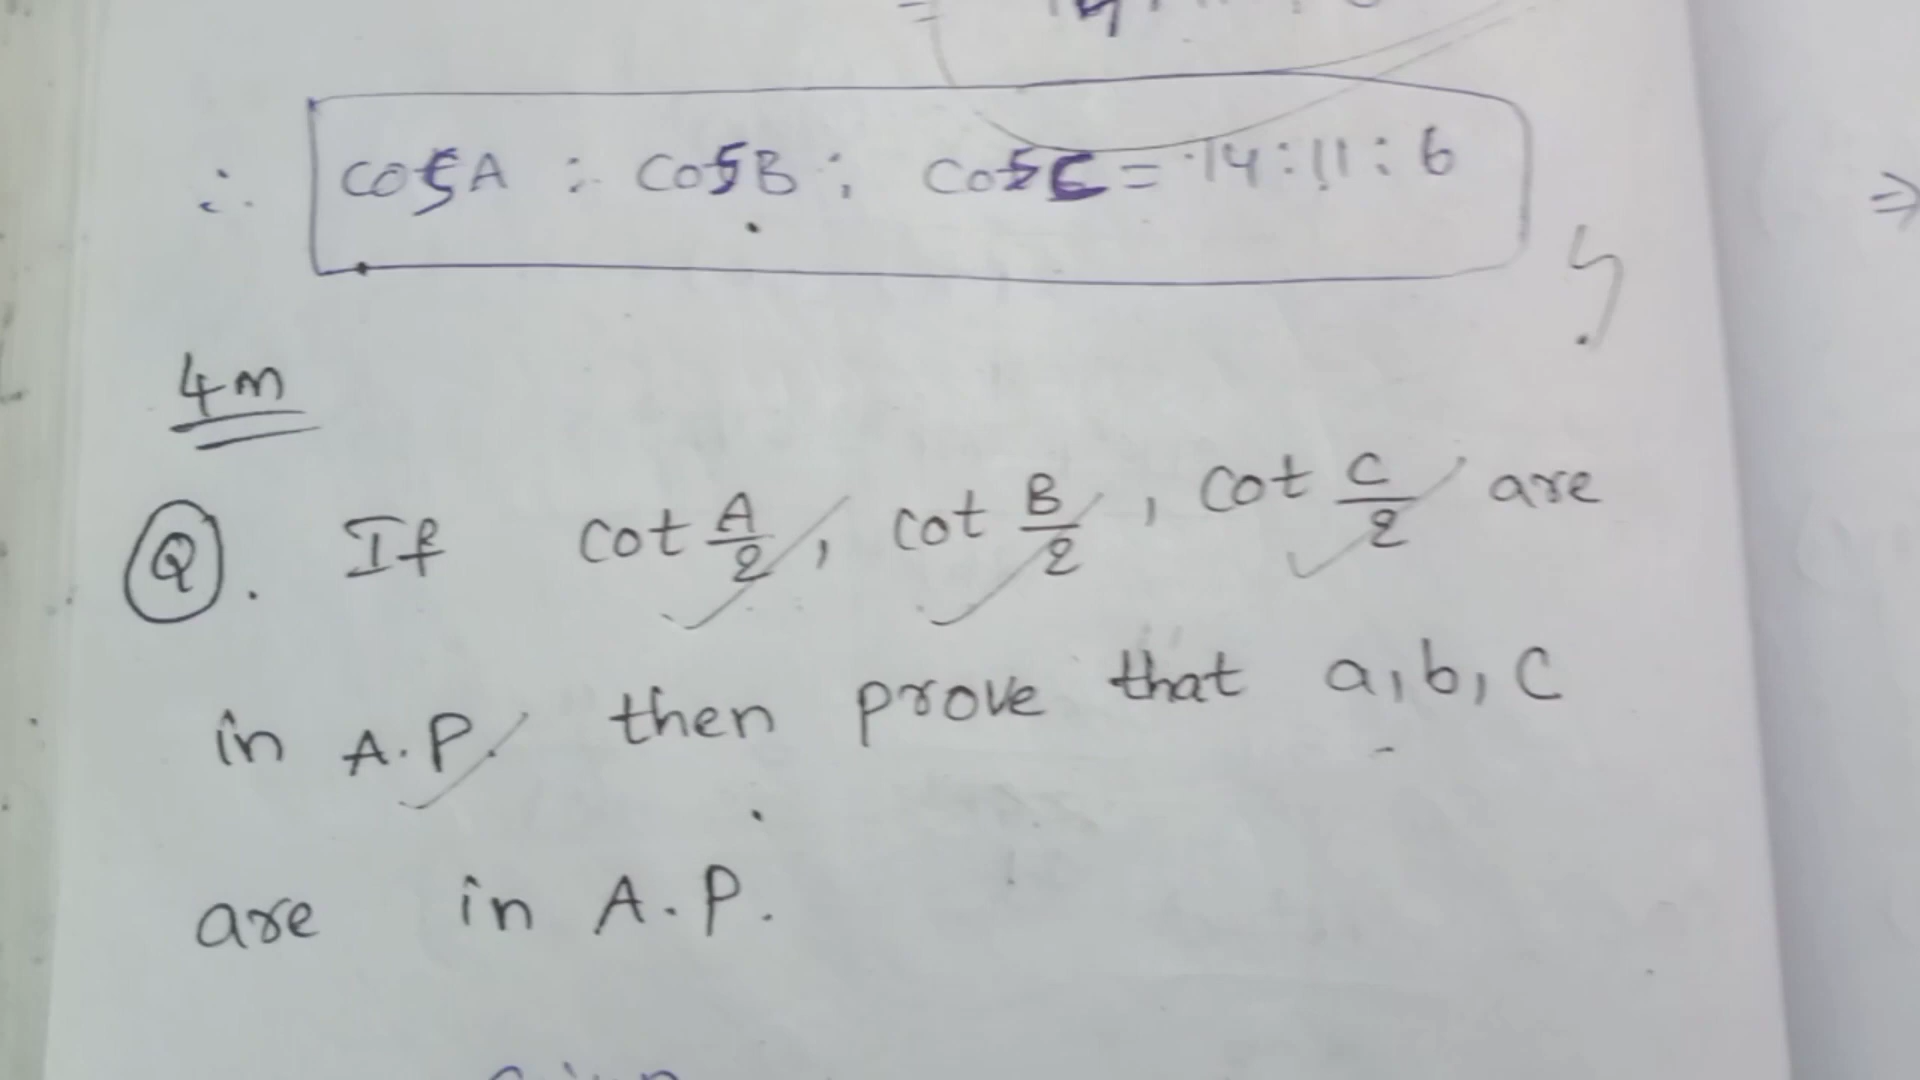 ∴ cosA : cosB : cosC = 14 : 11 : 6
4m
Q. If cot A/2, cot B/2, cot C/2 are
in A.P. then prove that a, b, c
are in A.P.